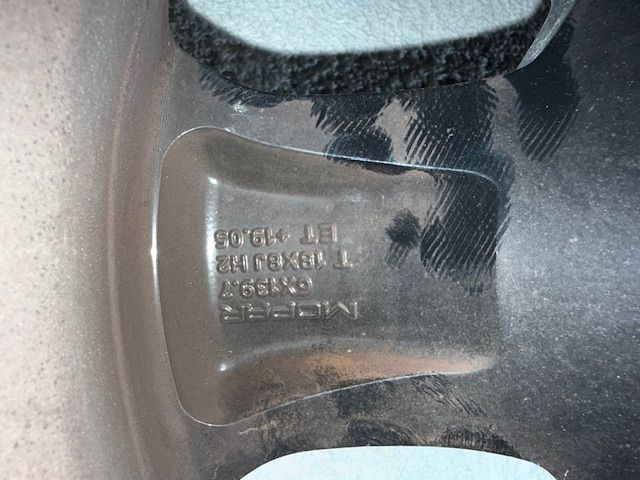 MOPAR
6X139.7
T 18X8J H2
ET +19.05